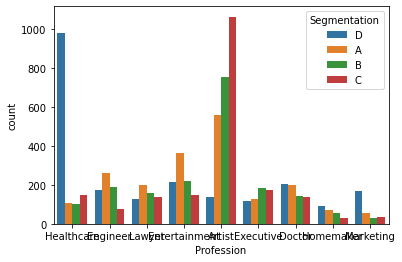 Segmentation
D
A
B
C
1000
800
600
400
200
0
count
Healthcare Engineer Lawyer Entertainment Artist Executive Doctor Homemaker Marketing
Profession